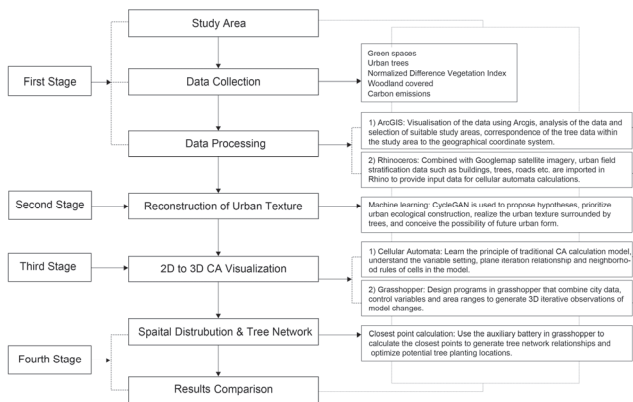 Study Area
First Stage
Data Collection
Green spaces
Urban trees
Normalized Difference Vegetation Index
Woodland covered
Carbon emissions
Data Processing
1) ArcGIS: Visualisation of the data using Arcgis, analysis of the data and
selection of suitable study areas, correspondence of the tree data within
the study area to the geographical coordinate system.
2) Rhinoceros: Combined with Googlemap satellite imagery, urban field
stratification data such as buildings, trees, roads etc. are imported in
Rhino to provide input data for cellular automata calculations.
Second Stage
Reconstruction of Urban Texture
Machine learning: CycleGAN is used to propose hypotheses, prioritize
urban ecological construction, realize the urban texture surrounded by
trees, and conceive the possibility of future urban form.
Third Stage
2D to 3D CA Visualization
1) Cellular Automata: Learn the principle of traditional CA calculation model,
understand the variable setting, plane iteration relationship and neighborho-
od rules of cells in the model.
2) Grasshopper: Design programs in grasshopper that combine city data,
control variables and area ranges to generate 3D iterative observations of
model changes.
Fourth Stage
Spaital Distrubution & Tree Network
Closest point calculation: Use the auxiliary battery in grasshopper to
calculate the closest points to generate tree network relationships and
optimize potential tree planting locations.
Results Comparison